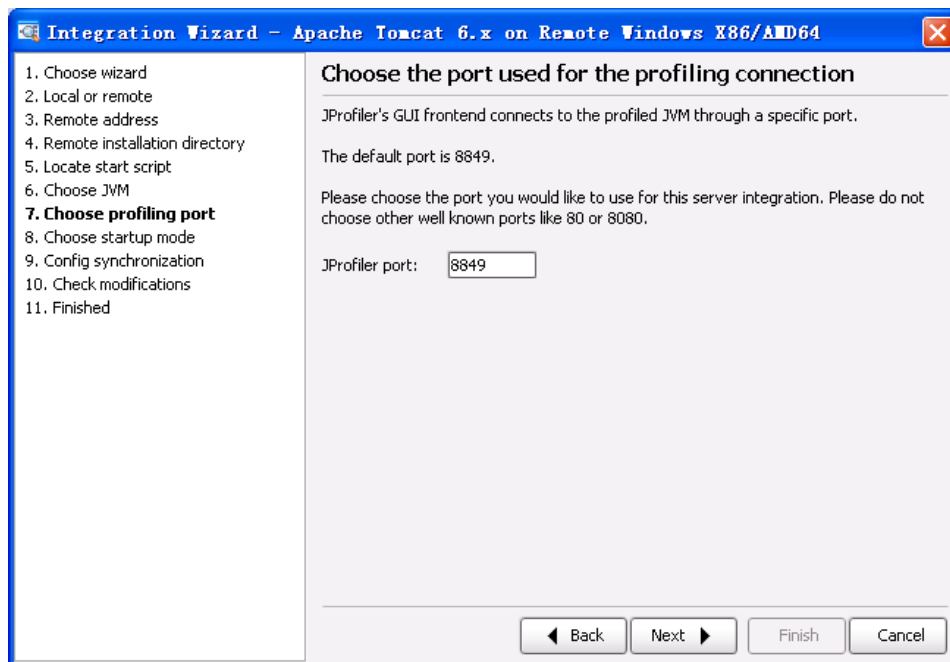 Integration Wizard - Apache Tomcat 6.x on Remote Windows X86/AMD64
1. Choose wizard
2. Local or remote
3. Remote address
4. Remote installation directory
5. Locate start script
6. Choose JVM
7. Choose profiling port
8. Choose startup mode
9. Config synchronization
10. Check modifications
11. Finished
Choose the port used for the profiling connection
JProfiler's GUI frontend connects to the profiled JVM through a specific port.
The default port is 8849.
Please choose the port you would like to use for this server integration. Please do not
choose other well known ports like 80 or 8080.
JProfiler port: 8849
Back Next Finish Cancel